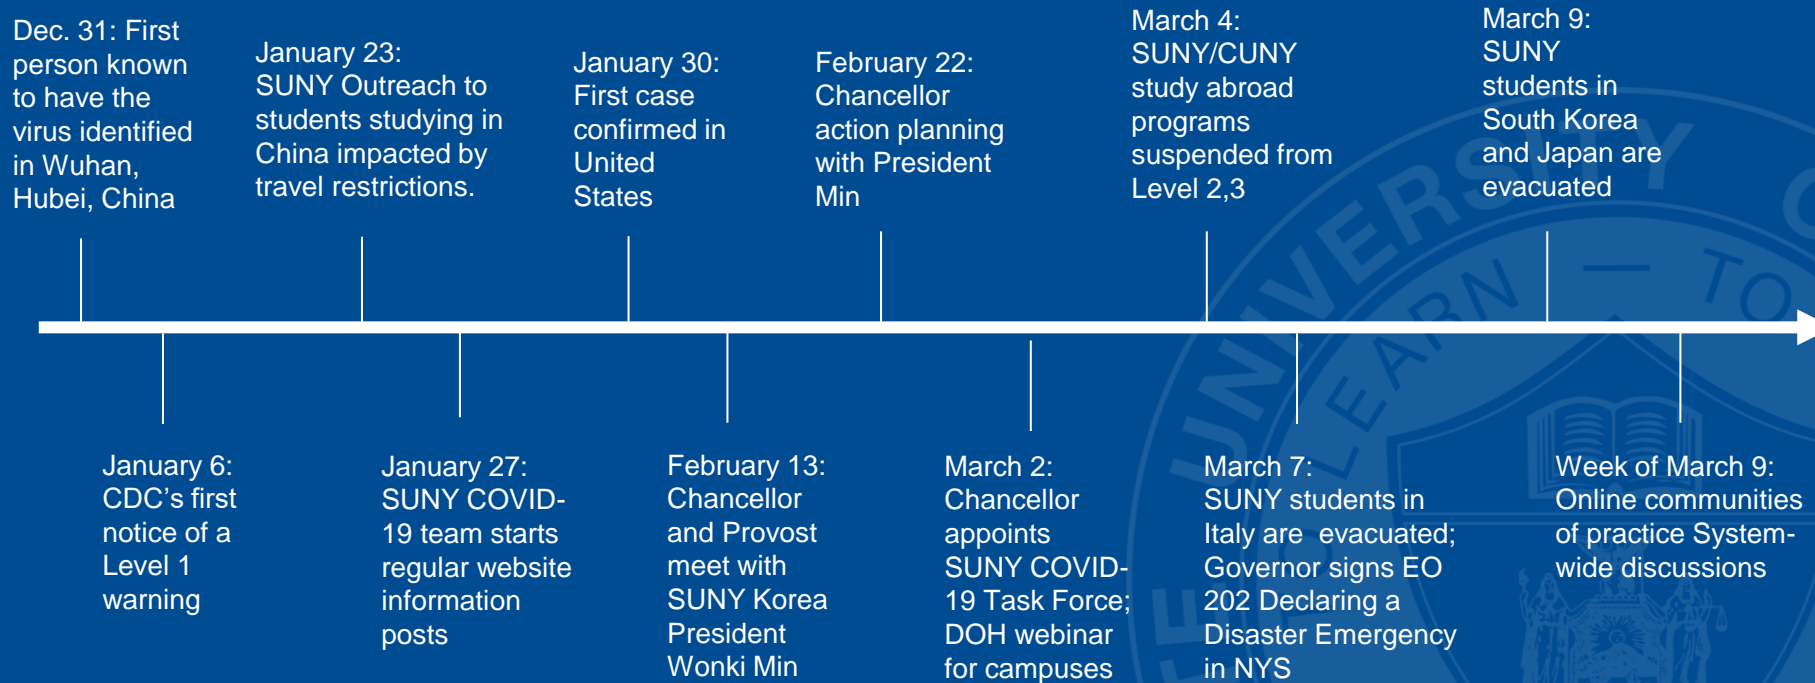 Dec. 31: First
person known
to have the
virus identified
in Wuhan,
Hubei, China
January 23:
SUNY Outreach to
students studying in
China impacted by
travel restrictions.
January 30:
First case
confirmed in
United
States
February 22:
Chancellor
action planning
with President
Min
March 4:
SUNY/CUNY
study abroad
programs
suspended from
Level 2,3
March 9:
SUNY
students in
South Korea
and Japan are
evacuated
January 6:
CDC’s first
notice of a
Level 1
warning
January 27:
SUNY COVID-
19 team starts
regular website
information
posts
February 13:
Chancellor
and Provost
meet with
SUNY Korea
President
Wonki Min
March 2:
Chancellor
appoints
SUNY COVID-
19 Task Force;
DOH webinar
for campuses
March 7:
SUNY students in
Italy are  evacuated;
Governor signs EO
202 Declaring a
Disaster Emergency
in NYS
Week of March 9:
Online communities
of practice System-
wide discussions
UNIVERSITY
TO LEARN — TO